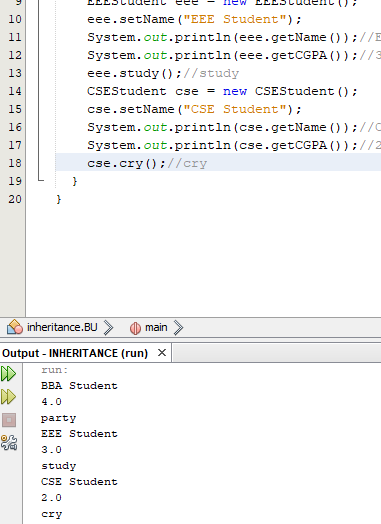 9 EEEStudent eee = new EEEStudent();
10 eee.setName("EEE Student");
11 System.out.println(eee.getName());//E
12 System.out.println(eee.getCGPA());//3
13 eee.study();//study
14 CSEStudent cse = new CSEStudent();
15 cse.setName("CSE Student");
16 System.out.println(cse.getName());//C
17 System.out.println(cse.getCGPA());//2
18 cse.cry();//cry
19 }
20 }
inheritance.BU main
Output - INHERITANCE (run) ×
run:
BBA Student
4.0
party
EEE Student
3.0
study
CSE Student
2.0
cry